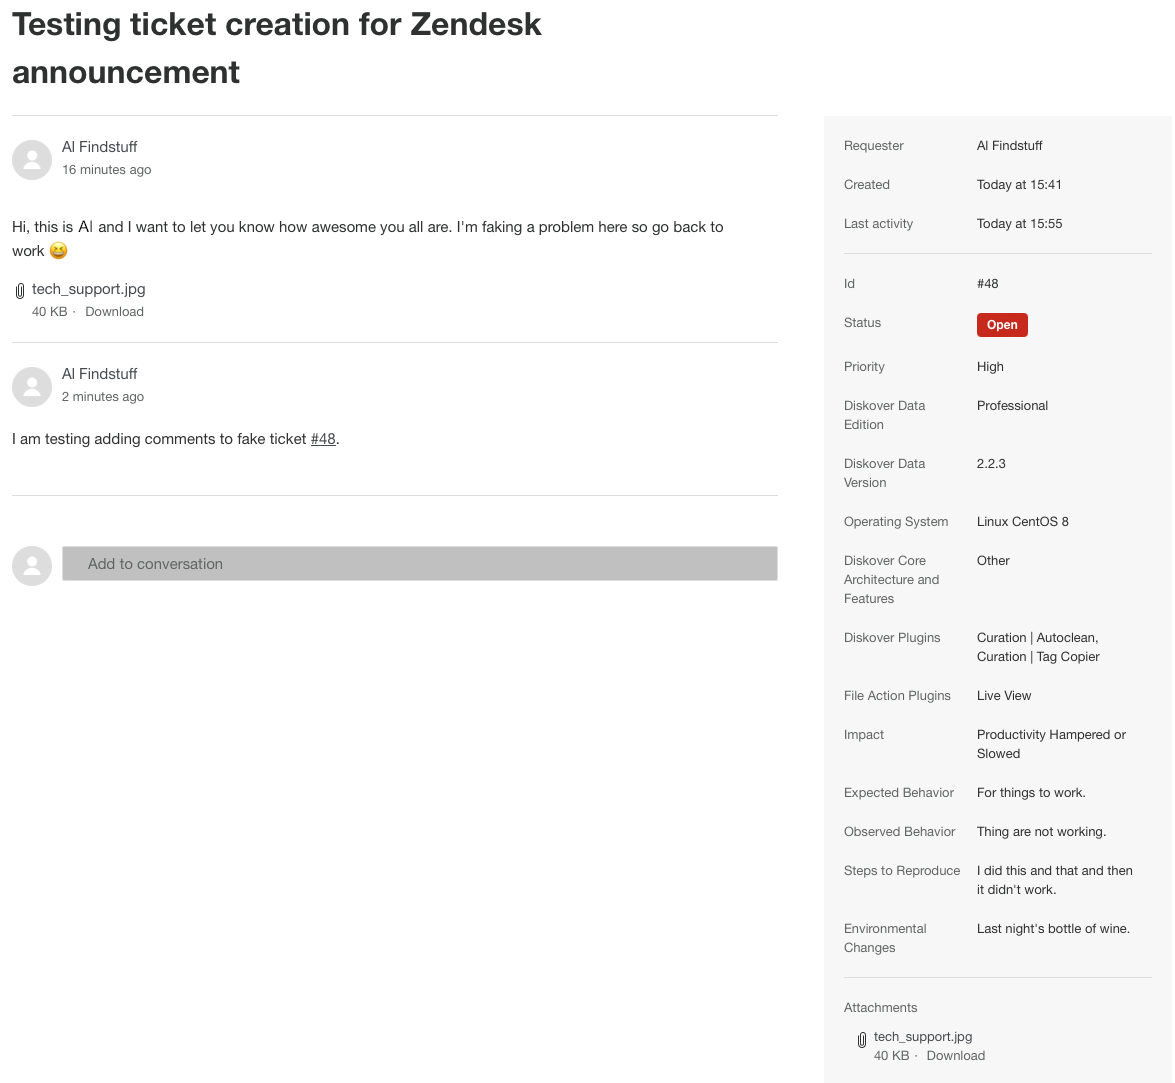 Testing ticket creation for Zendesk
announcement
Al Findstuff
16 minutes ago
Hi, this is Al and I want to let you know how awesome you all are. I'm faking a problem here so go back to
work 😆
tech_support.jpg
40 KB · Download
Al Findstuff
2 minutes ago
I am testing adding comments to fake ticket #48.
Add to conversation
Requester Al Findstuff
Created Today at 15:41
Last activity Today at 15:55
Id #48
Status Open
Priority High
Diskover Data Professional
Edition
Diskover Data 2.2.3
Version
Operating System Linux CentOS 8
Diskover Core Other
Architecture and
Features
Diskover Plugins Curation | Autoclean,
Curation | Tag Copier
File Action Plugins Live View
Impact Productivity Hampered or
Slowed
Expected Behavior For things to work.
Observed Behavior Thing are not working.
Steps to Reproduce I did this and that and then
it didn't work.
Environmental Last night's bottle of wine.
Changes
Attachments
tech_support.jpg
40 KB · Download